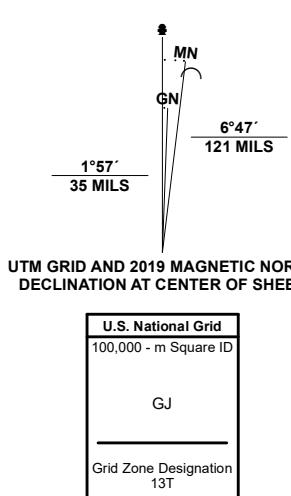 MN
GN
6°47´
121 MILS
1°57´
35 MILS
UTM GRID AND 2019 MAGNETIC NOR
DECLINATION AT CENTER OF SHEE
U.S. National Grid
100,000 - m Square ID
GJ
Grid Zone Designation
13T